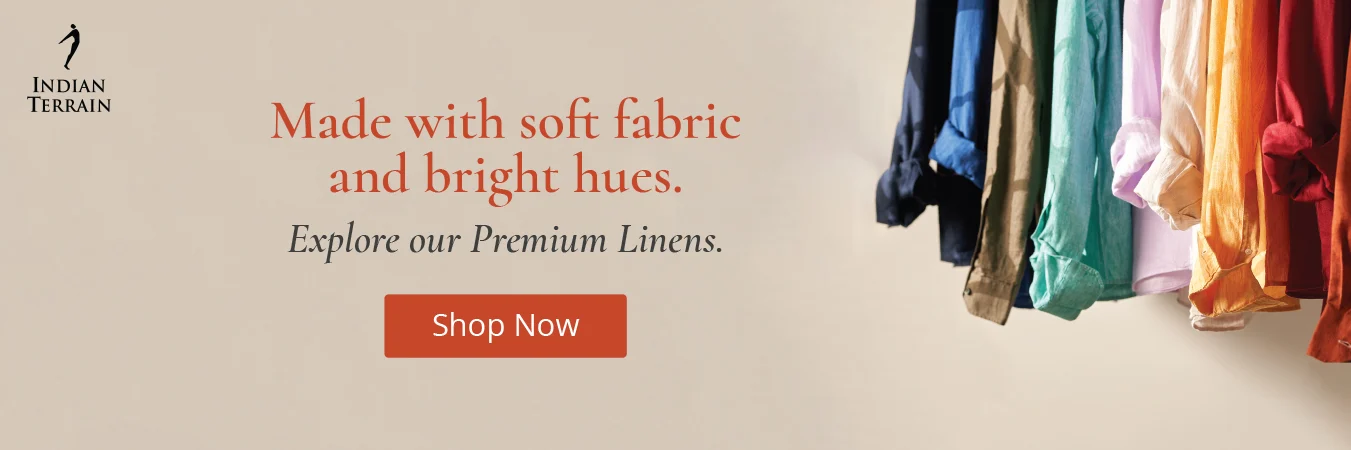 INDIAN
TERRAIN
Made with soft fabric
and bright hues.
Explore our Premium Linens.
Shop Now